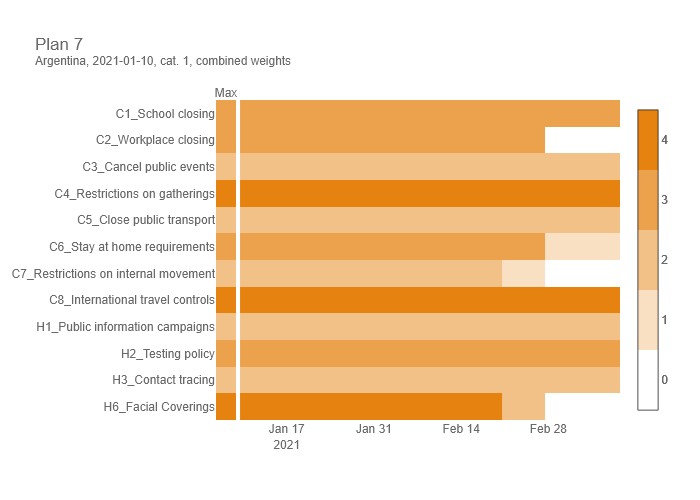 Plan 7
Argentina, 2021-01-10, cat. 1, combined weights
Max
C1_School closing
C2_Workplace closing
C3_Cancel public events
C4_Restrictions on gatherings
C5_Close public transport
C6_Stay at home requirements
C7_Restrictions on internal movement
C8_International travel controls
H1_Public information campaigns
H2_Testing policy
H3_Contact tracing
H6_Facial Coverings
Jan 17 Jan 31 Feb 14 Feb 28
2021
4
3
2
1
0